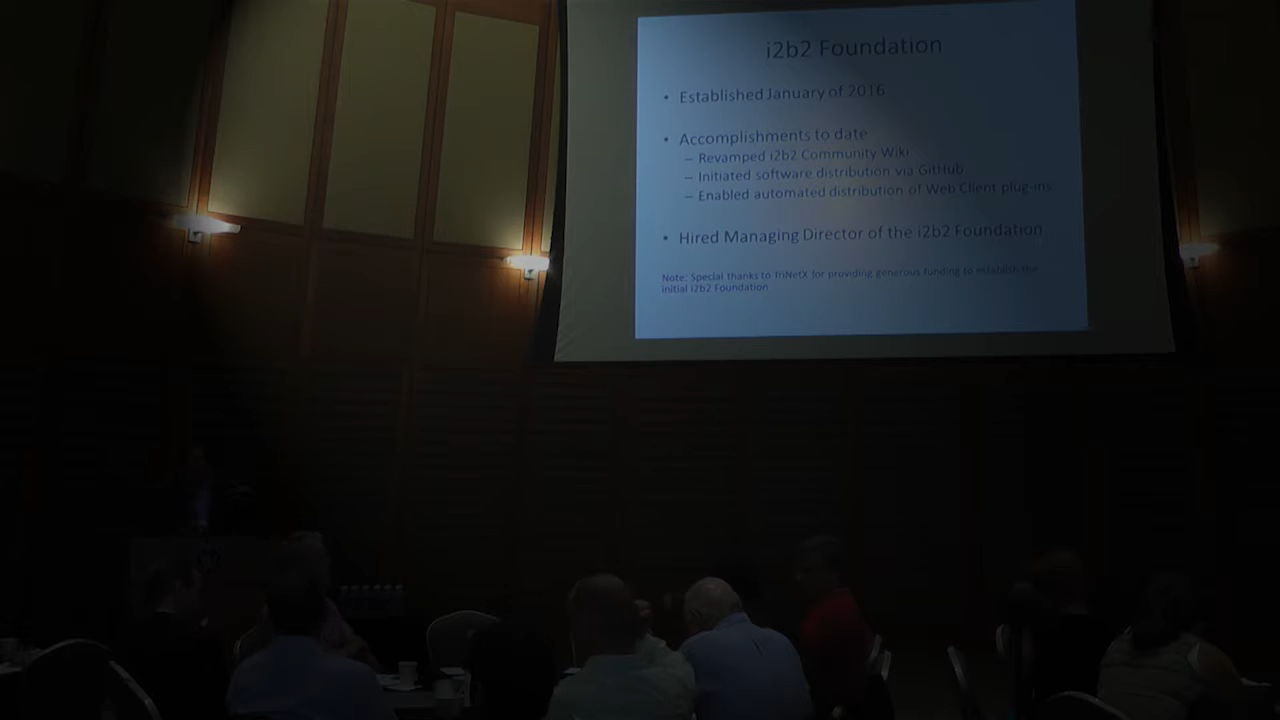 i2b2 Foundation
• Established January of 2016
• Accomplishments to date
– Revamped i2b2 Community Wiki
– Initiated software distribution via GitHub
– Enabled automated distribution of Web Client plug-ins
• Hired Managing Director of the i2b2 Foundation
Note: Special thanks to TriNetX for providing generous funding to establish the
initial i2b2 Foundation